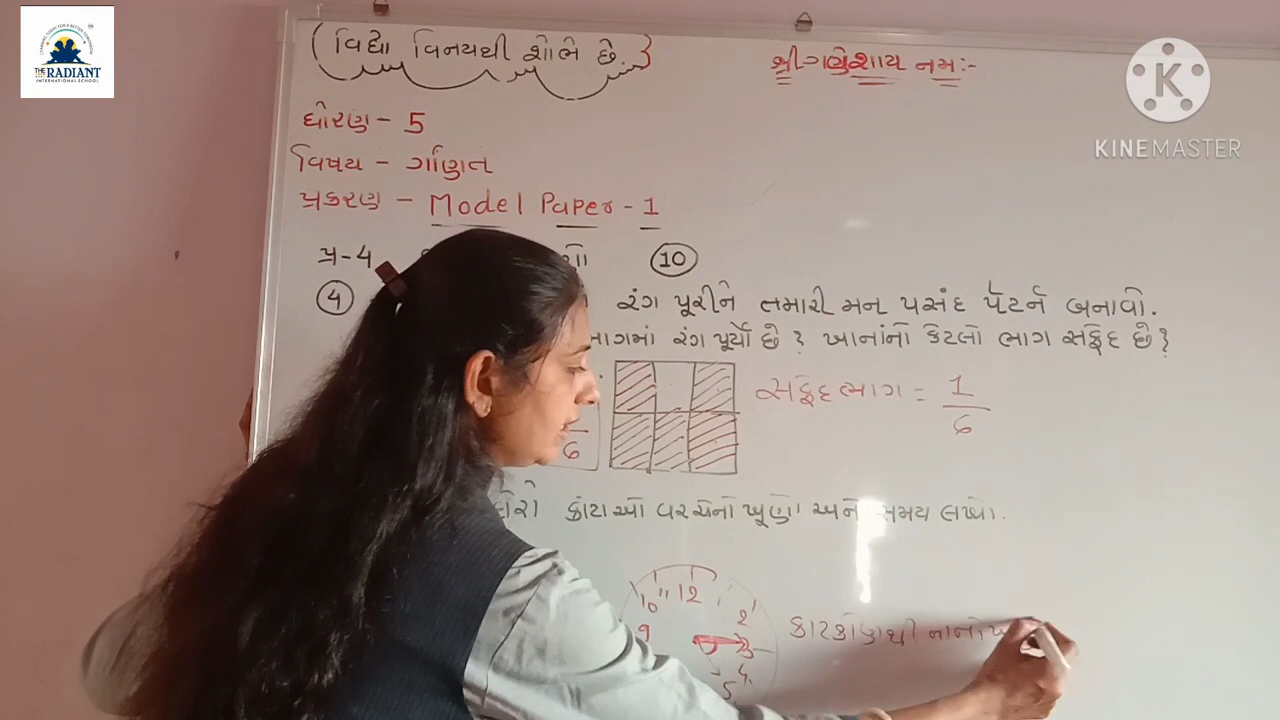 THE RADIANT
INTERNATIONAL SCHOOL
KINEMASTER
વિદ્યા વિનયથી શોભે છે.
શ્રી ગણેશાય નમઃ-
ધોરણ - 5
વિષય - ગણિત
પ્રકરણ - Model Paper - 1
પ્ર-4 10
4 રંગ પૂરીને તમારી મન પસંદ પેટર્ન બનાવો.
ભાગમાં રંગ પૂર્યો છે ? ખાનાંનો કેટલો ભાગ સફેદ છે ?
સફેદ ભાગ = 1/6
6
દોરો કાંટાઓ વચ્ચેનો ખૂણો અને સમય લખો.
10 11 12 2
9 3 કાટકોણથી નાનો
4
5